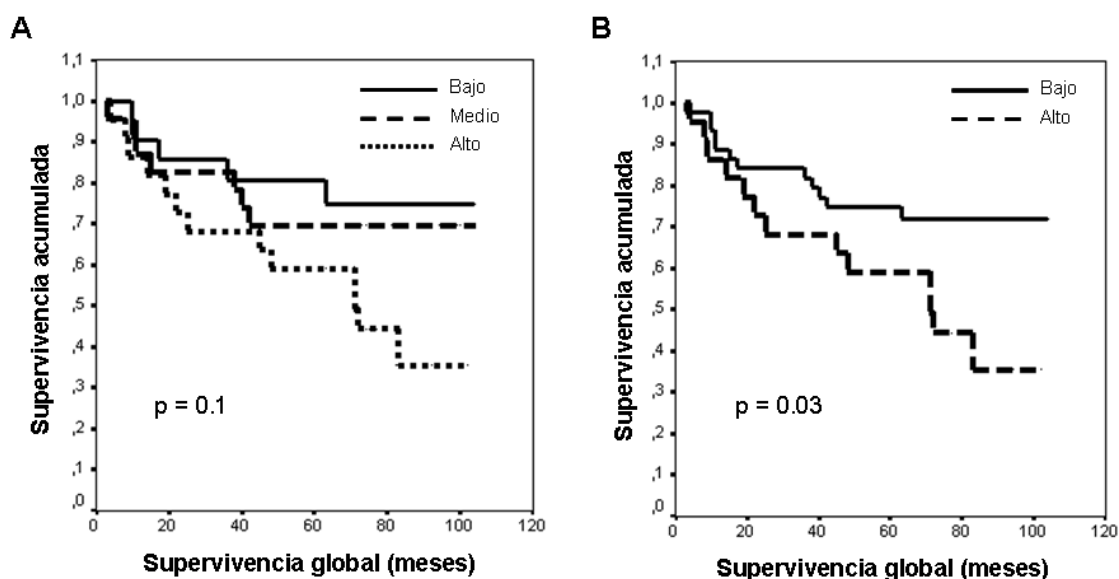 A
Supervivencia acumulada
1,1
1,0
,9
,8
,7
,6
,5
,4
,3
,2
,1
,0
Bajo
Medio
Alto
p = 0.1
0 20 40 60 80 100 120
Supervivencia global (meses)
B
Supervivencia acumulada
1,1
1,0
,9
,8
,7
,6
,5
,4
,3
,2
,1
,0
Bajo
Alto
p = 0.03
0 20 40 60 80 100 120
Supervivencia global (meses)